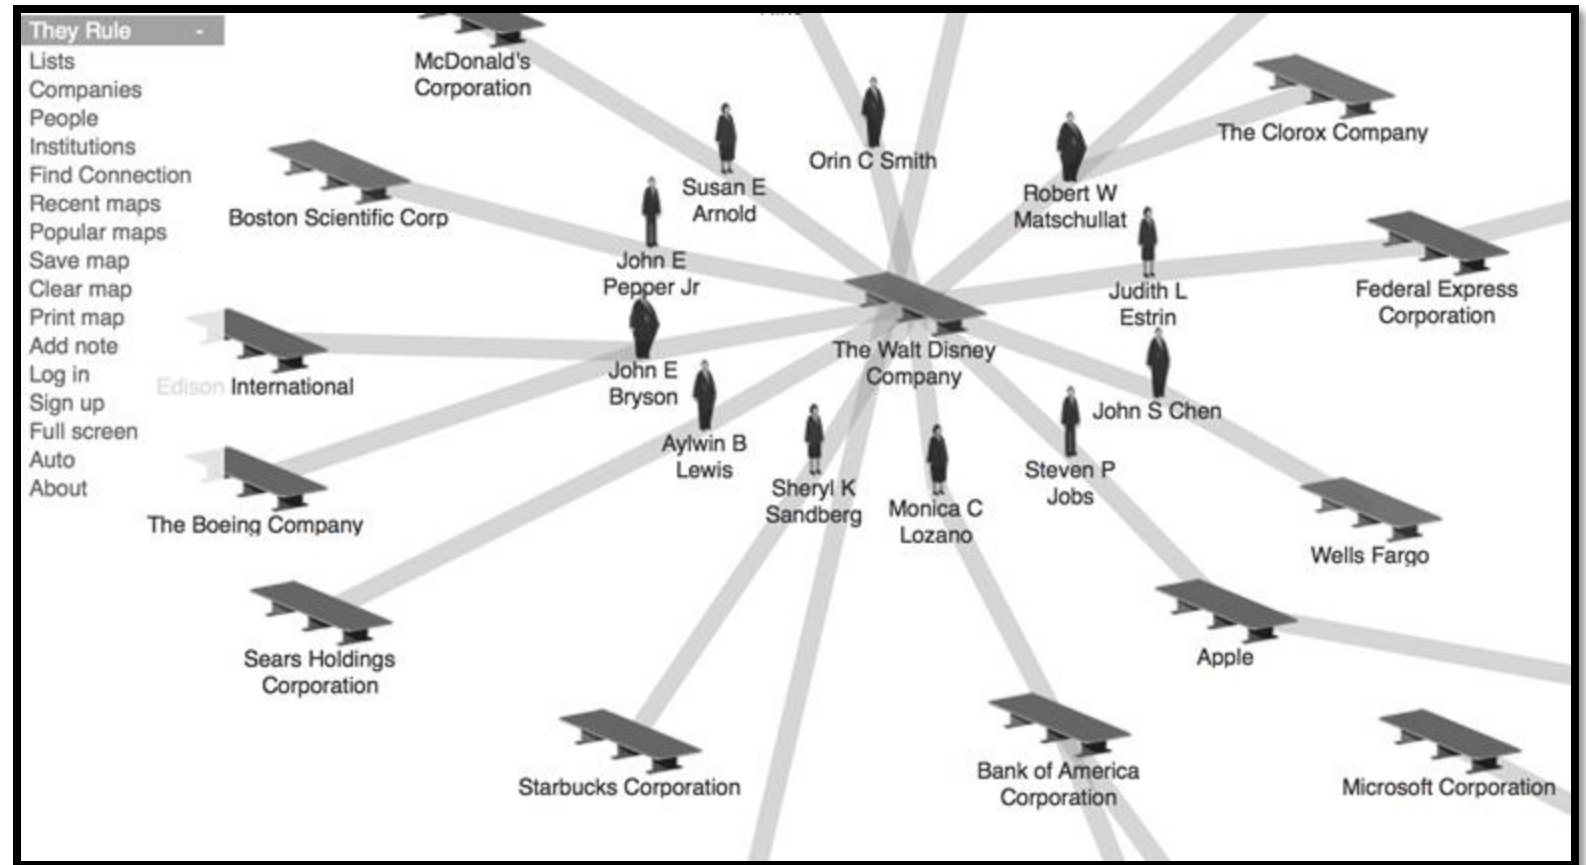 They Rule -
Lists
Companies
People
Institutions
Find Connection
Recent maps
Popular maps
Save map
Clear map
Print map
Add note
Log in
Sign up
Full screen
Auto
About
McDonald's
Corporation
Orin C Smith
The Clorox Company
Susan E
Arnold
Robert W
Matschullat
Boston Scientific Corp
John E
Pepper Jr
Judith L
Estrin
Federal Express
Corporation
The Walt Disney
Company
Edison International
John E
Bryson
John S Chen
Aylwin B
Lewis
Sheryl K
Sandberg
Monica C
Lozano
Steven P
Jobs
The Boeing Company
Wells Fargo
Sears Holdings
Corporation
Apple
Starbucks Corporation
Bank of America
Corporation
Microsoft Corporation